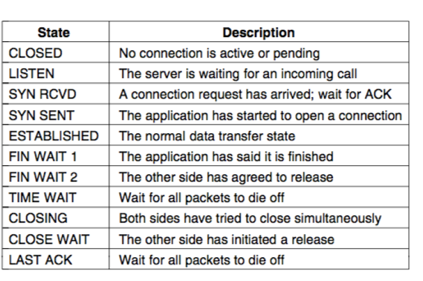 State Description
CLOSED No connection is active or pending
LISTEN The server is waiting for an incoming call
SYN RCVD A connection request has arrived; wait for ACK
SYN SENT The application has started to open a connection
ESTABLISHED The normal data transfer state
FIN WAIT 1 The application has said it is finished
FIN WAIT 2 The other side has agreed to release
TIME WAIT Wait for all packets to die off
CLOSING Both sides have tried to close simultaneously
CLOSE WAIT The other side has initiated a release
LAST ACK Wait for all packets to die off